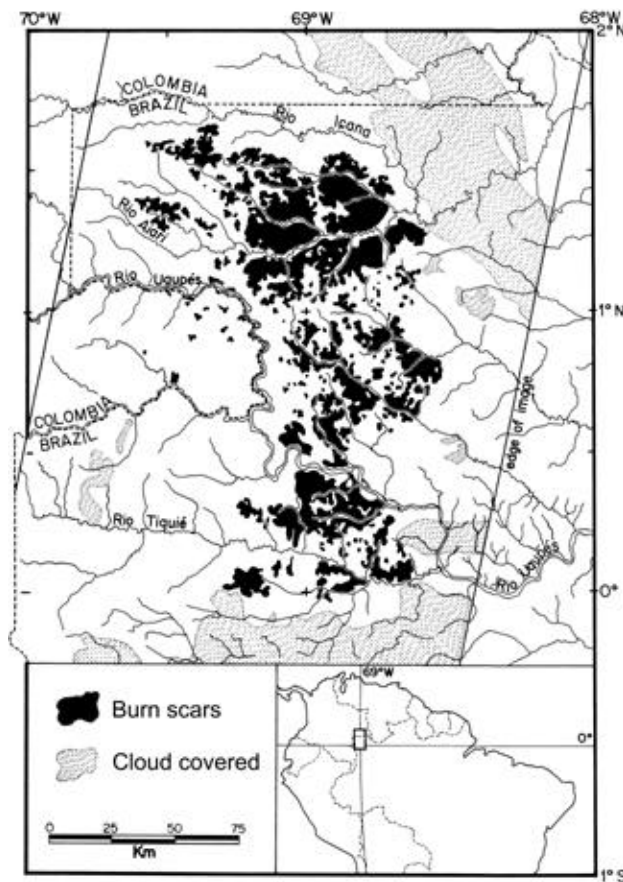 70°W
69°W
68°W
2°N
COLOMBIA
BRAZIL
Rio Içana
Rio Aiari
Rio Uaupés
1°N
edge of image
COLOMBIA
BRAZIL
Rio Tiquié
Rio Uaupés
0°
69°W
Burn scars
Cloud covered
0°
0 25 50 75
Km
1°S